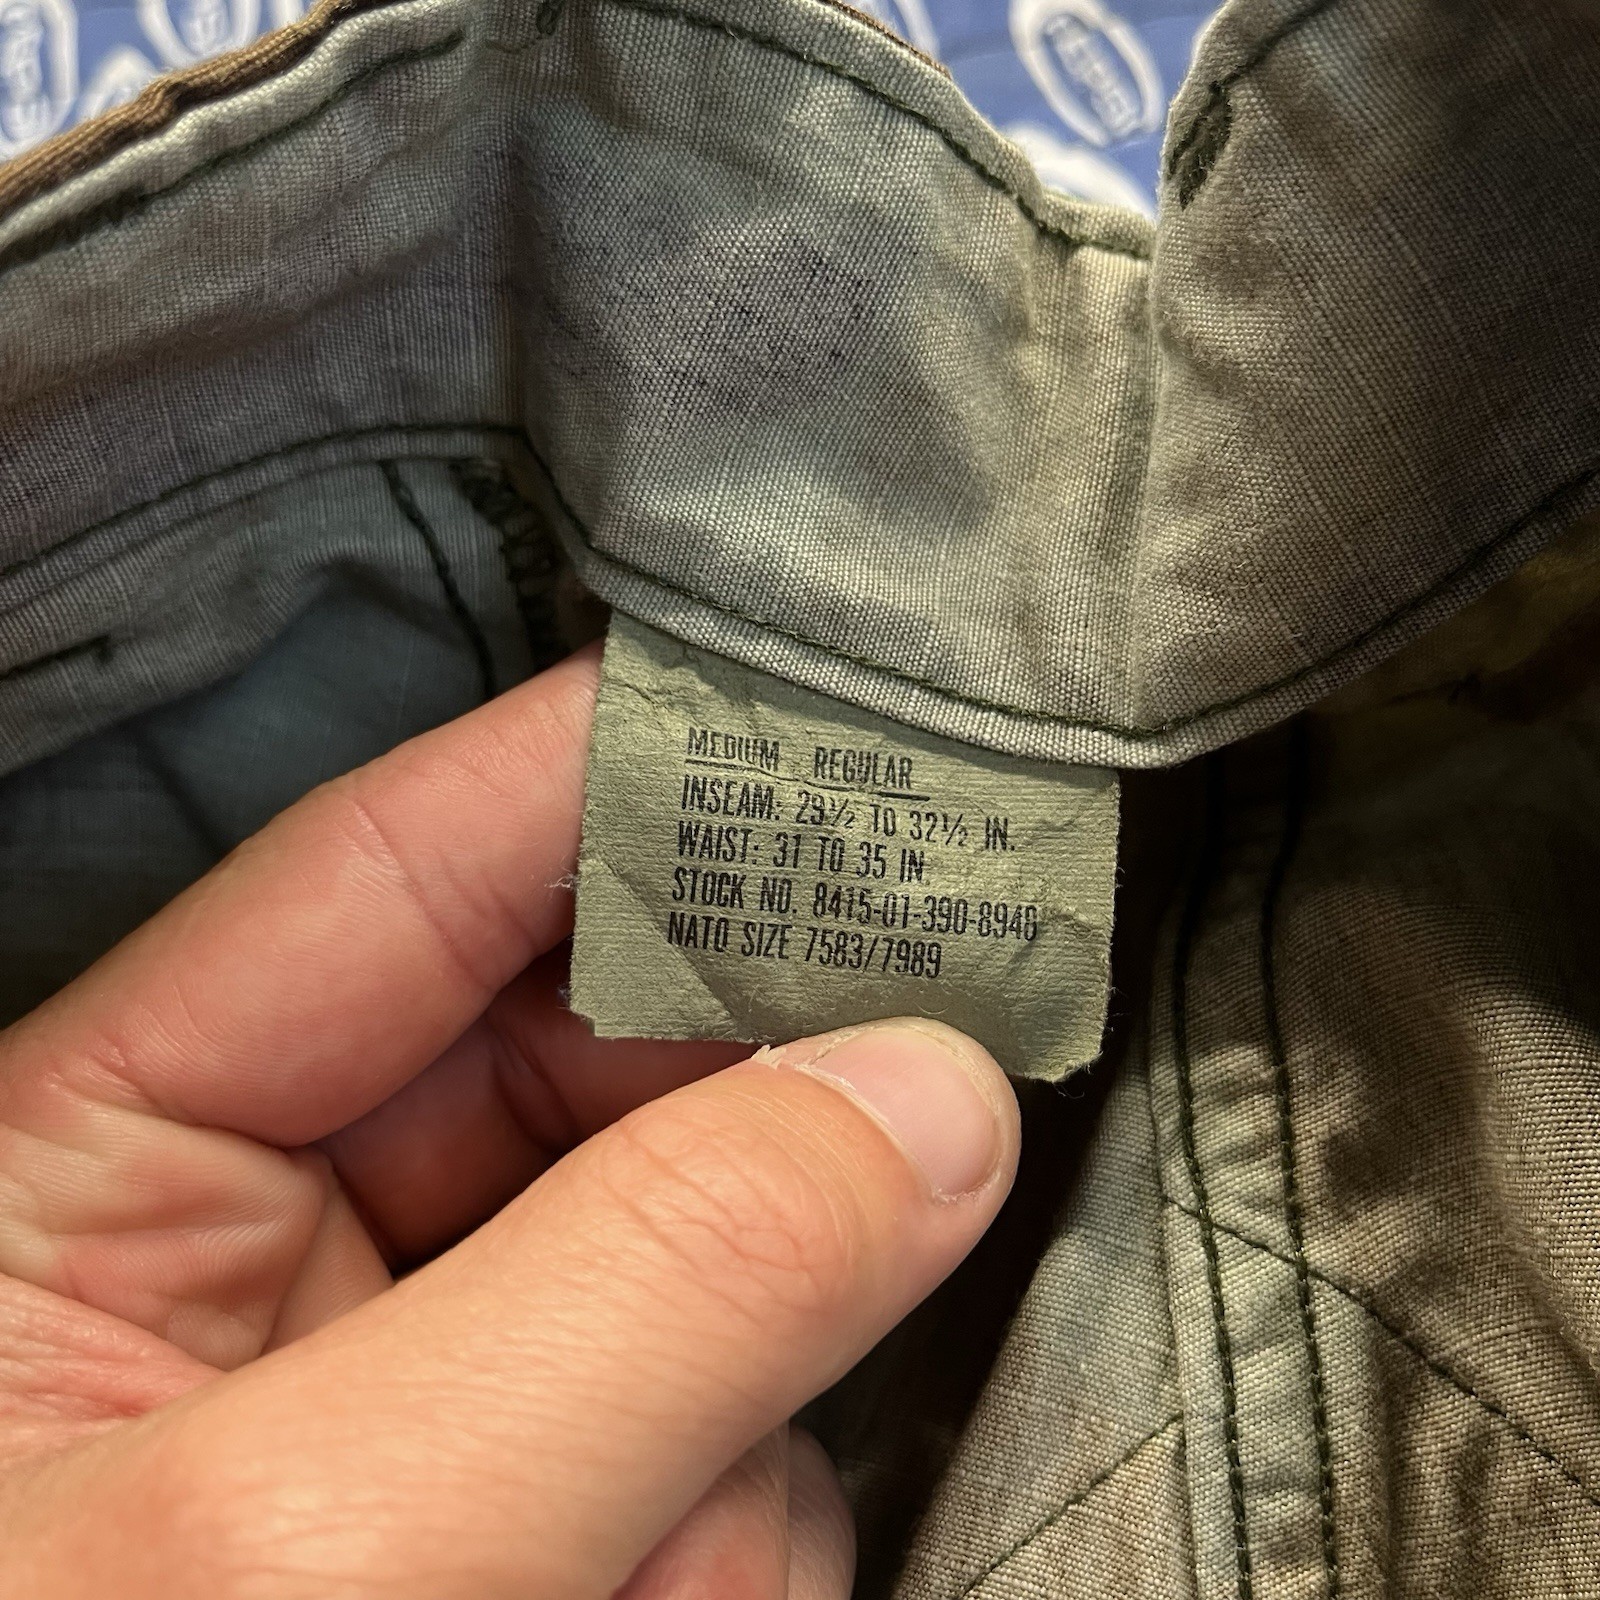 MEDIUM REGULAR
INSEAM: 29½ TO 32½ IN.
WAIST: 31 TO 35 IN.
STOCK NO. 8415-01-390-8940
NATO SIZE 7583/7989